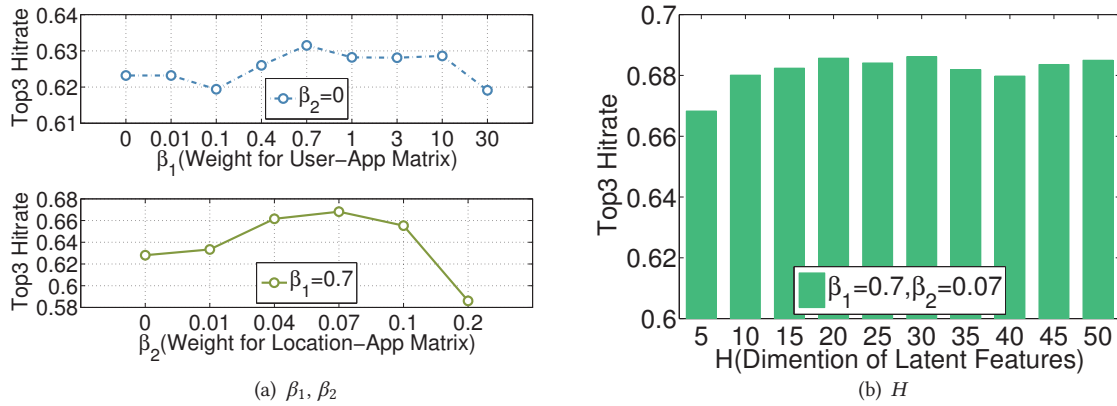 0.64
0.63
0.62
0.61
Top3 Hitrate
β2=0
0 0.01 0.1 0.4 0.7 1 3 10 30
β1(Weight for User−App Matrix)
0.68
0.66
0.64
0.62
0.6
0.58
Top3 Hitrate
β1=0.7
0 0.01 0.04 0.07 0.1 0.2
β2(Weight for Location−App Matrix)
(a) β1, β2
0.7
0.68
0.66
0.64
0.62
0.6
Top3 Hitrate
β1=0.7,β2=0.07
5 10 15 20 25 30 35 40 45 50
H(Dimention of Latent Features)
(b) H